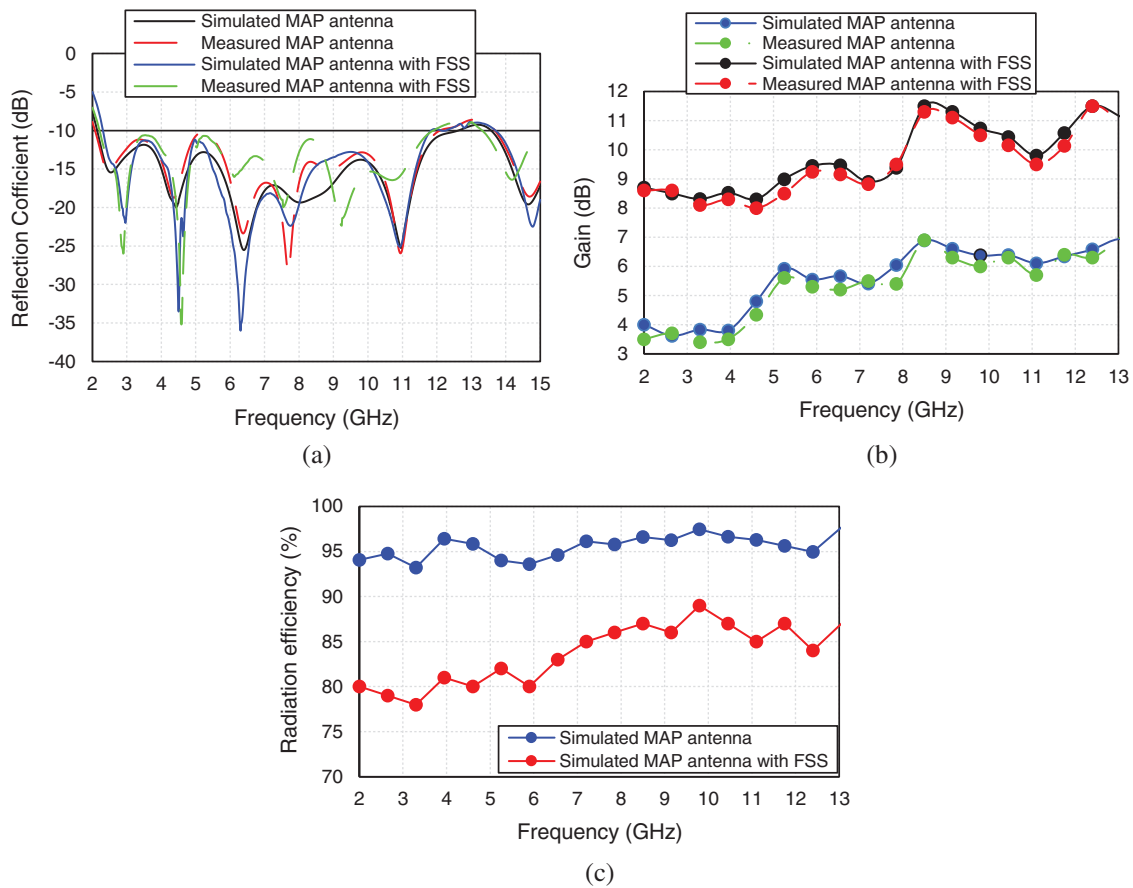 Simulated MAP antenna
Measured MAP antenna
Simulated MAP antenna with FSS
Measured MAP antenna with FSS
0
-5
-10
-15
-20
-25
-30
-35
-40
Reflection Cofficient (dB)
2 3 4 5 6 7 8 9 10 11 12 13 14 15
Frequency (GHz)
(a)
Simulated MAP antenna
Measured MAP antenna
Simulated MAP antenna with FSS
Measured MAP antenna with FSS
12
11
10
9
8
7
6
5
4
3
Gain (dB)
2 3 4 5 6 7 8 9 10 11 12 13
Frequency (GHz)
(b)
100
95
90
85
80
75
70
Radiation efficiency (%)
Simulated MAP antenna
Simulated MAP antenna with FSS
2 3 4 5 6 7 8 9 10 11 12 13
Frequency (GHz)
(c)